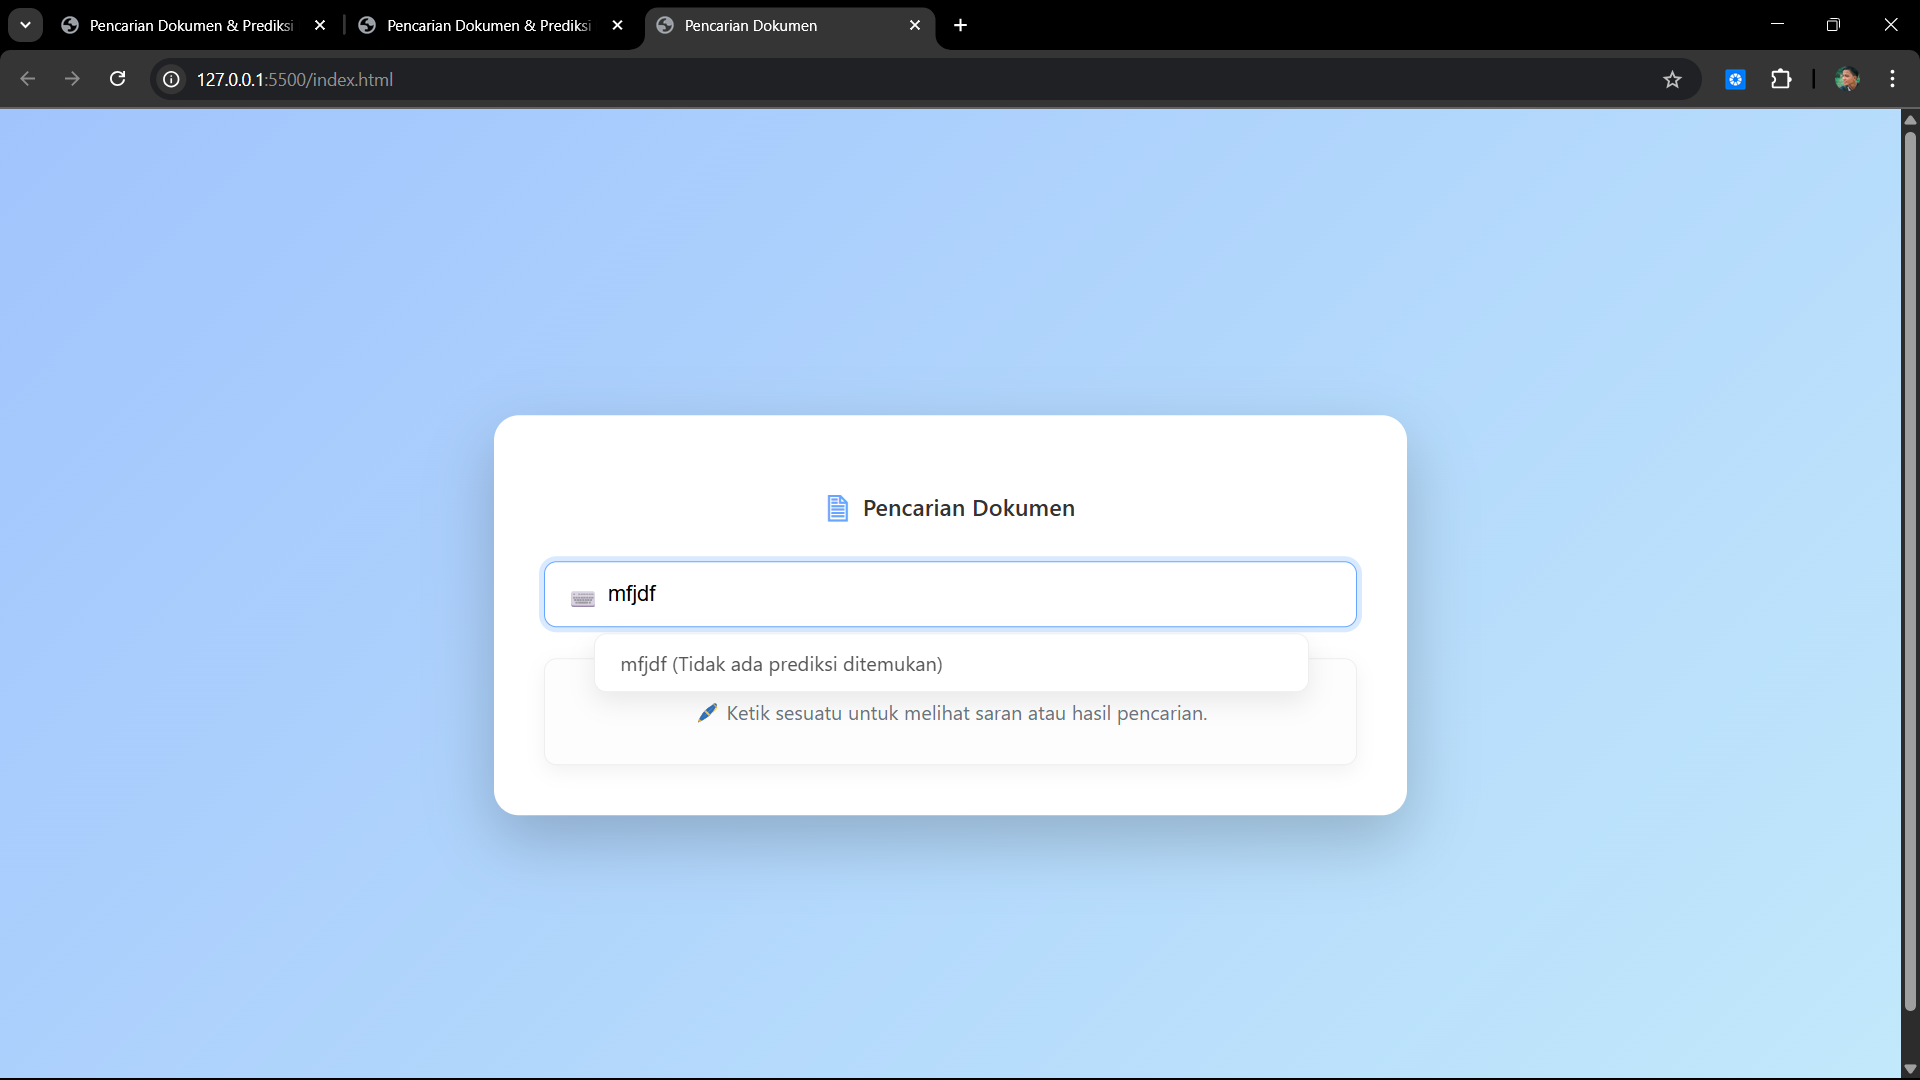 Pencarian Dokumen & Prediksi
Pencarian Dokumen & Prediksi
Pencarian Dokumen
127.0.0.1:5500/index.html
Pencarian Dokumen
mfjdf
mfjdf (Tidak ada prediksi ditemukan)
Ketik sesuatu untuk melihat saran atau hasil pencarian.